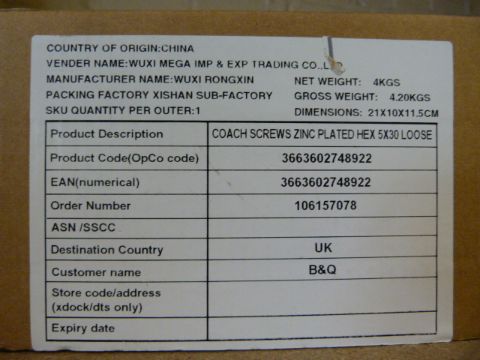 COUNTRY OF ORIGIN:CHINA
VENDER NAME:WUXI MEGA IMP & EXP TRADING CO.,LTD
MANUFACTURER NAME:WUXI RONGXIN NET WEIGHT: 4KGS
PACKING FACTORY XISHAN SUB-FACTORY GROSS WEIGHT: 4.20KGS
SKU QUANTITY PER OUTER:1 DIMENSIONS: 21X10X11.5CM
Product Description COACH SCREWS ZINC PLATED HEX 5X30 LOOSE
Product Code(OpCo code) 3663602748922
EAN(numerical) 3663602748922
Order Number 106157078
ASN /SSCC
Destination Country UK
Customer name B&Q
Store code/address
(xdock/dts only)
Expiry date